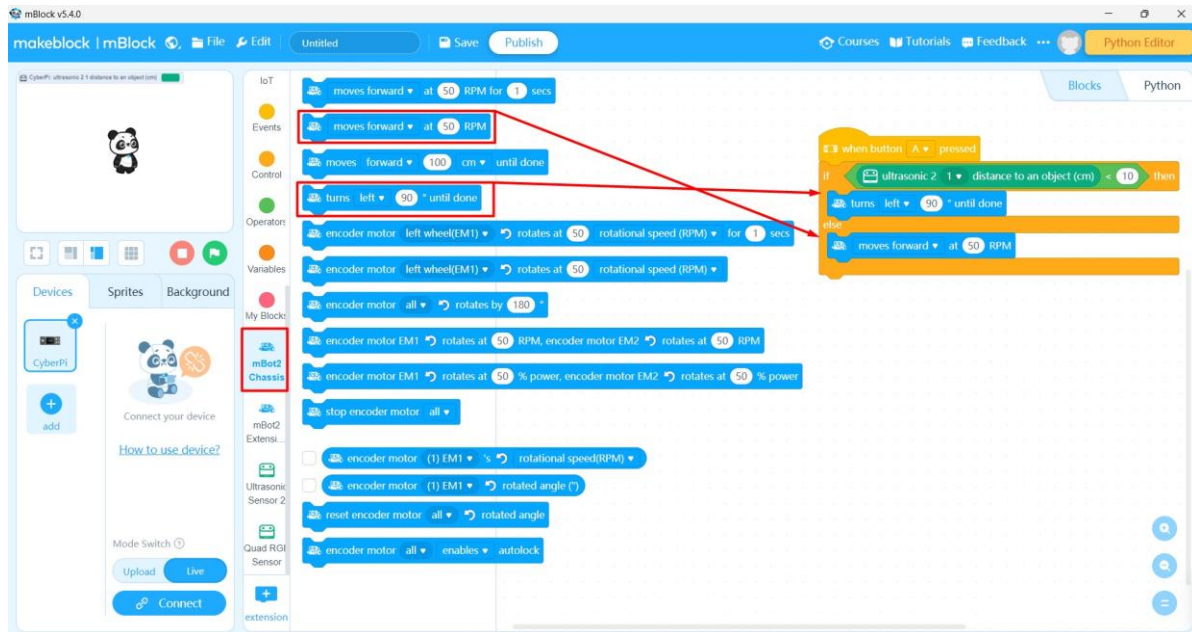 mBlock v5.4.0
makeblock | mBlock File Edit Untitled Save Publish Courses Tutorials Feedback Python Editor
CyberPi: ultrasonic 2 1 distance to an object (cm)
Devices Sprites Background
CyberPi
add
Connect your device
How to use device?
Mode Switch
Upload Live
Connect
IoT
Events
Control
Operators
Variables
My Blocks
mBot2
Chassis
mBot2
Extensi...
Ultrasonic
Sensor 2
Quad RGB
Sensor
extension
moves forward at 50 RPM for 1 secs
moves forward at 50 RPM
moves forward 100 cm until done
turns left 90 ° until done
encoder motor left wheel(EM1) rotates at 50 rotational speed (RPM) for 1 secs
encoder motor left wheel(EM1) rotates at 50 rotational speed (RPM)
encoder motor all rotates by 180 °
encoder motor EM1 rotates at 50 RPM, encoder motor EM2 rotates at 50 RPM
encoder motor EM1 rotates at 50 % power, encoder motor EM2 rotates at 50 % power
stop encoder motor all
encoder motor (1) EM1 's rotational speed(RPM)
encoder motor (1) EM1 rotated angle (°)
reset encoder motor all rotated angle
encoder motor all enables autolock
Blocks Python
when button A pressed
if ultrasonic 2 1 distance to an object (cm) < 10 then
turns left 90 ° until done
else
moves forward at 50 RPM